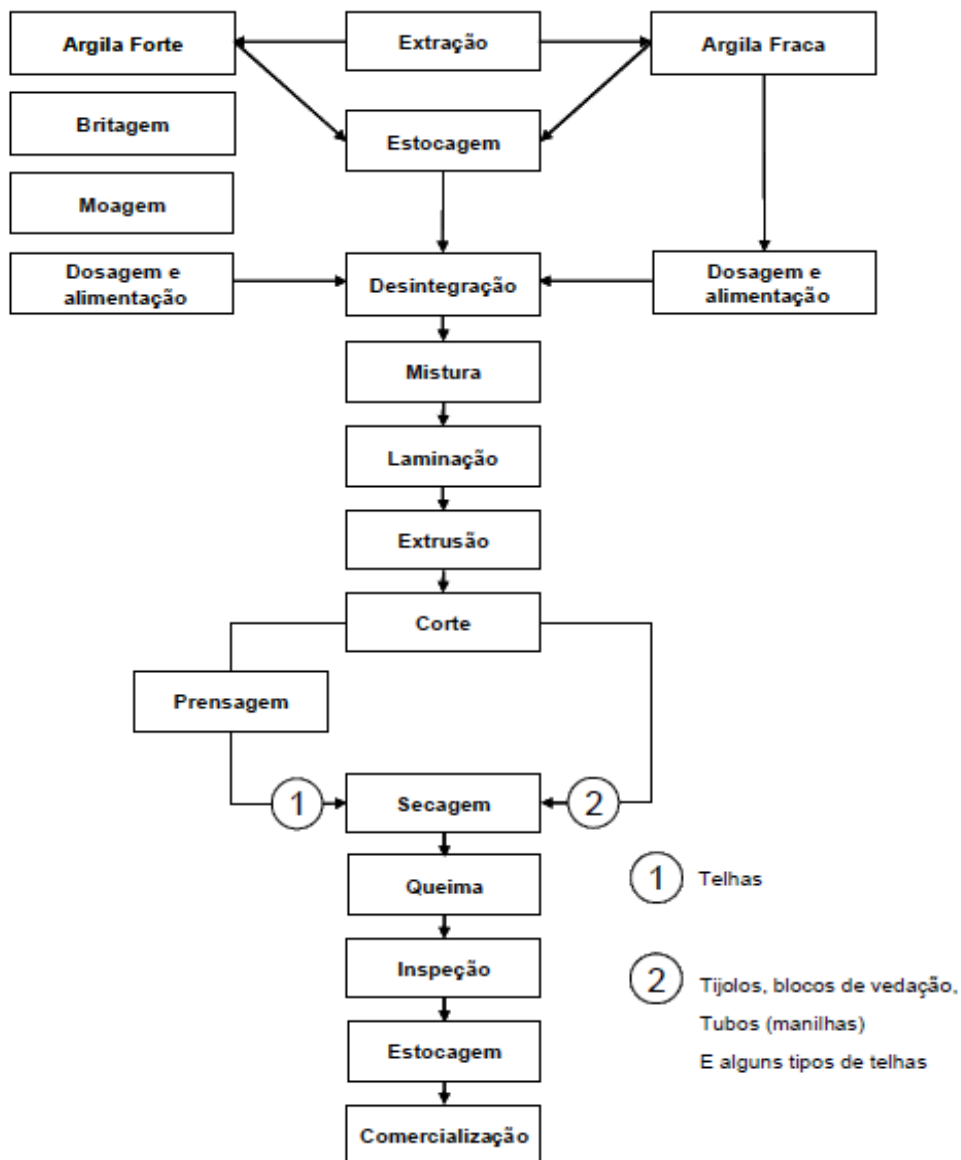 Argila Forte
Extração
Argila Fraca
Britagem
Estocagem
Moagem
Dosagem e
alimentação
Desintegração
Dosagem e
alimentação
Mistura
Laminação
Extrusão
Corte
Prensagem
1
Secagem
2
Queima
1 Telhas
Inspeção
2 Tijolos, blocos de vedação,
Tubos (manilhas)
E alguns tipos de telhas
Estocagem
Comercialização